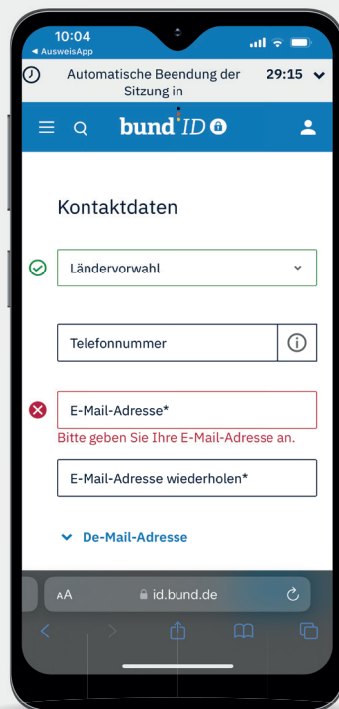 10:04
◀ AusweisApp
Automatische Beendung der
Sitzung in
29:15
bund ID
Kontaktdaten
Ländervorwahl
Telefonnummer
E-Mail-Adresse*
Bitte geben Sie Ihre E-Mail-Adresse an.
E-Mail-Adresse wiederholen*
De-Mail-Adresse
AA
id.bund.de